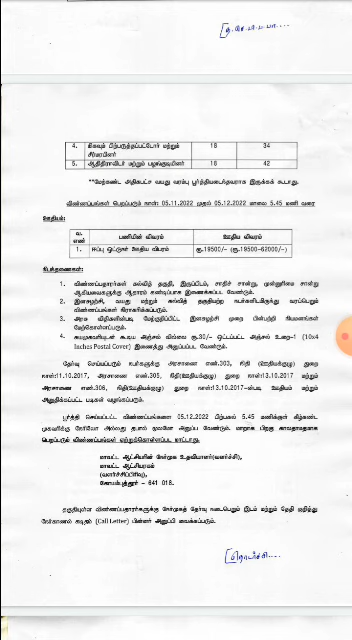 [த.செ.வி.ப.பா....
4. மிகவும் பிற்படுத்தப்பட்டோர் மற்றும் சீர்மரபினர் 18 34
5. ஆதிதிராவிடர் மற்றும் பழங்குடியினர் 18 42
**மேற்கண்ட அதிகபட்ச வயது வரம்பு பூர்த்தியடைந்தவராக இருக்கக் கூடாது.
விண்ணப்பங்கள் பெறப்படும் நாள் 05.11.2022 முதல் 05.12.2022 மாலை 5.45 மணி வரை
ஊதியம்:
வ. எண் பணியின் விவரம் ஊதிய விவரம்
1. ஈப்பு ஓட்டுநர் ஊதிய விபரம் ரூ.19500/– (ரூ.19500–62000/–)
நிபந்தனைகள்:
1. விண்ணப்பதாரர்கள் கல்வித் தகுதி, இருப்பிடம், சாதிச் சான்று, முன்னுரிமை சான்று
ஆகியவைகளுக்கு ஆதாரம் கண்டிப்பாக இணைக்கப்பட வேண்டும்.
2. இனசுழற்சி, வயது மற்றும் கல்வித் தகுதியற்ற நபர்களிடமிருந்து வரப்பெறும்
விண்ணப்பங்கள் நிராகரிக்கப்படும்.
3. அரசு விதிகளின்படி மேற்குறிப்பிட்ட இனசுழற்சி முறை பின்பற்றி நியமனங்கள்
மேற்கொள்ளப்படும்.
4. சுயமுகவரியுடன் கூடிய அஞ்சல் வில்லை ரூ.30/– ஒட்டப்பட்ட அஞ்சல் உறை-1 (10x4
Inches Postal Cover) இணைத்து அனுப்பப்பட வேண்டும்.
தேர்வு செய்யப்படும் நபர்களுக்கு அரசாணை எண்.303, நிதி (ஊதியக்குழு) துறை
நாள்:11.10.2017, அரசாணை எண்.305, நிதி(ஊதியக்குழு) துறை நாள்:13.10.2017 மற்றும்
அரசாணை எண்.306, நிதி(ஊதியக்குழு) துறை நாள்:13.10.2017–ன்படி ஊதியம் மற்றும்
அனுமதிக்கப்பட்ட படிகள் வழங்கப்படும்.
பூர்த்தி செய்யப்பட்ட விண்ணப்பங்களை 05.12.2022 பிற்பகல் 5.45 மணிக்குள் கீழ்கண்ட
முகவரிக்கு நேரிலோ அல்லது தபால் மூலமோ அனுப்ப வேண்டும். மறைாக பிறகு காலதாமதமாக
பெறப்படும் விண்ணப்பங்கள் ஏற்றுக்கொள்ளப்பட மாட்டாது.
மாவட்ட ஆட்சியரின் நேர்முக உதவியாளர்(வளர்ச்சி),
மாவட்ட ஆட்சியரகம்
(வளர்ச்சிப்பிரிவு),
கோயம்புத்தூர் – 641 018.
தகுதியுள்ள விண்ணப்பதாரர்களுக்கு நேர்முகத் தேர்வு நடைபெறும் இடம் மற்றும் தேதி குறித்து
நேர்காணல் கடிதம் (Call Letter) பின்னர் அனுப்பி வைக்கப்படும்.
[தொடர்ச்சி....